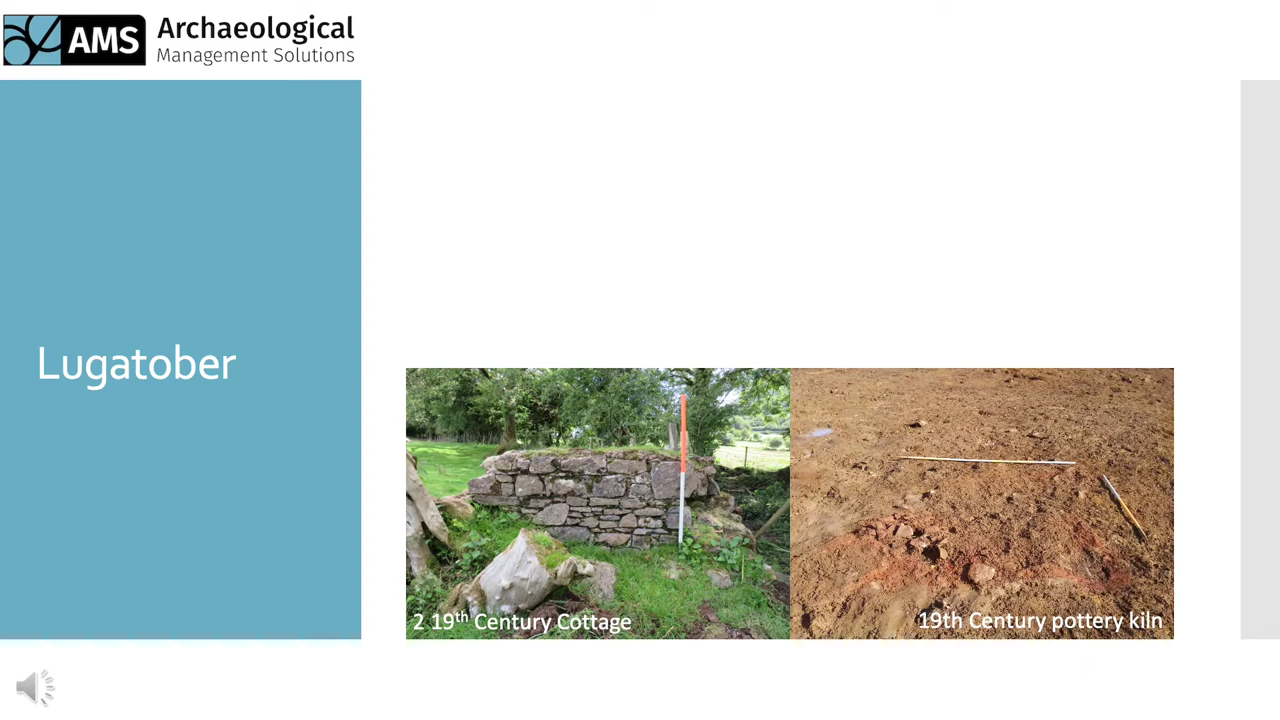 AMS
Archaeological
Management Solutions
Lugatober
2 19th Century Cottage
19th Century pottery kiln